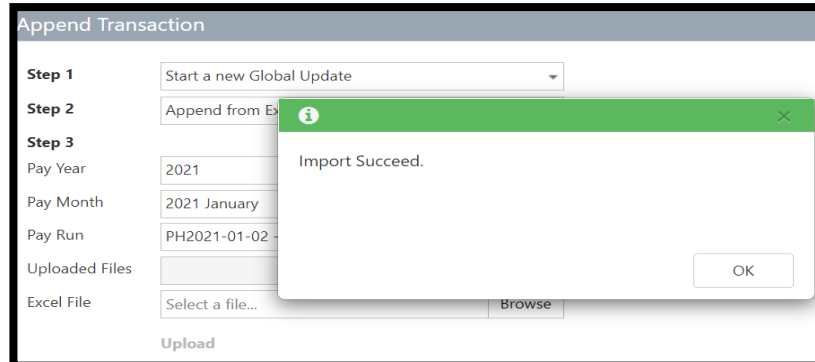 Append Transaction
Step 1
Start a new Global Update
Step 2
Append from Ex
Step 3
Pay Year
2021
Pay Month
2021 January
Pay Run
PH2021-01-02 -
Uploaded Files
Excel File
Select a file...
Browse
Upload
Import Succeed.
OK